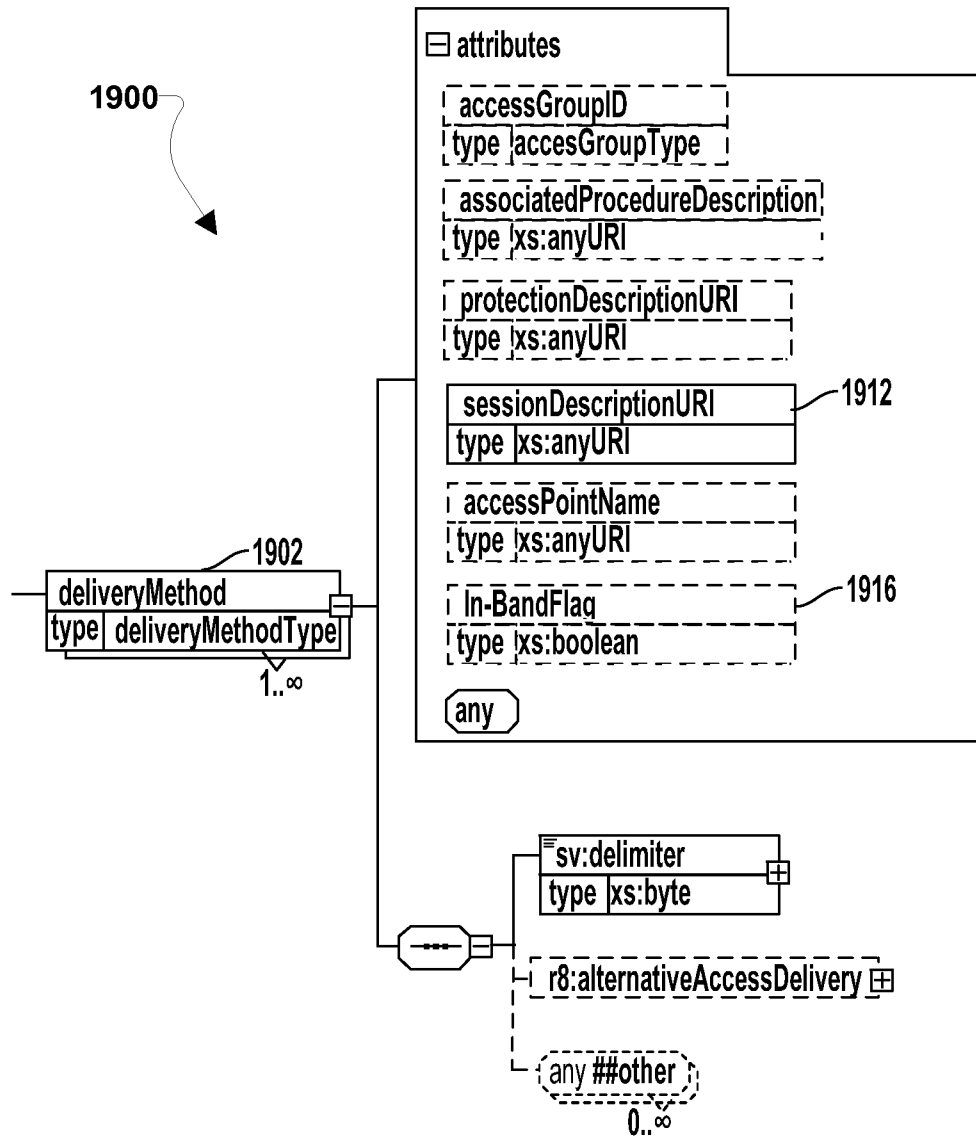 1900
attributes
accessGroupID
type accesGroupType
associatedProcedureDescription
type xs:anyURI
protectionDescriptionURI
type xs:anyURI
sessionDescriptionURI
type xs:anyURI
1912
accessPointName
type xs:anyURI
In-BandFlag
type xs:boolean
1916
any
1902
deliveryMethod
type deliveryMethodType
1..∞
sv:delimiter
type xs:byte
r8:alternativeAccessDelivery
any ##other
0..∞